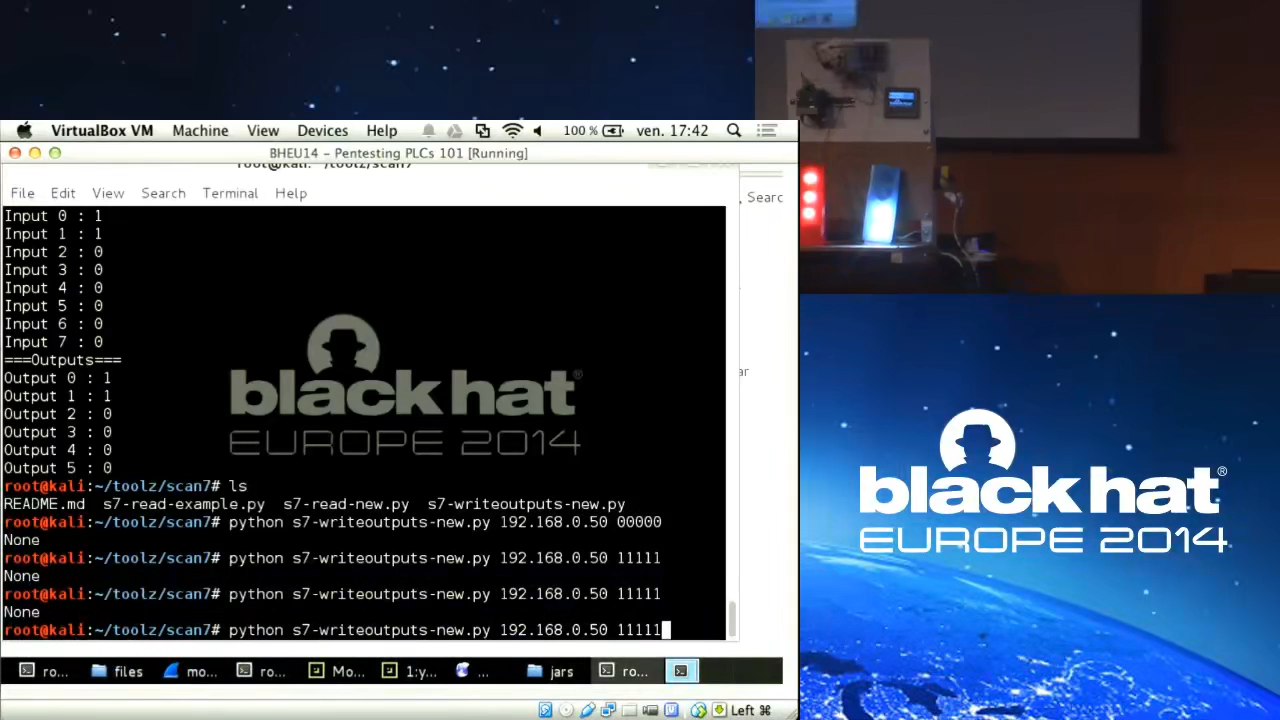 VirtualBox VM Machine View Devices Help 100 % ven. 17:42
BHEU14 – Pentesting PLCs 101 [Running]
File Edit View Search Terminal Help
, Searc
Input 0 : 1
Input 1 : 1
Input 2 : 0
Input 3 : 0
Input 4 : 0
Input 5 : 0
Input 6 : 0
Input 7 : 0
===Outputs===
Output 0 : 1
Output 1 : 1
Output 2 : 0
Output 3 : 0
Output 4 : 0
Output 5 : 0
root@kali:~/toolz/scan7# ls
README.md s7-read-example.py s7-read-new.py s7-writeoutputs-new.py
root@kali:~/toolz/scan7# python s7-writeoutputs-new.py 192.168.0.50 00000
None
root@kali:~/toolz/scan7# python s7-writeoutputs-new.py 192.168.0.50 11111
None
root@kali:~/toolz/scan7# python s7-writeoutputs-new.py 192.168.0.50 11111
None
root@kali:~/toolz/scan7# python s7-writeoutputs-new.py 192.168.0.50 11111
black hat®
EUROPE 2014
ar
ro... files mo... ro... Mo... 1:y... ... jars ro...
Left ⌘
black hat®
EUROPE 2014